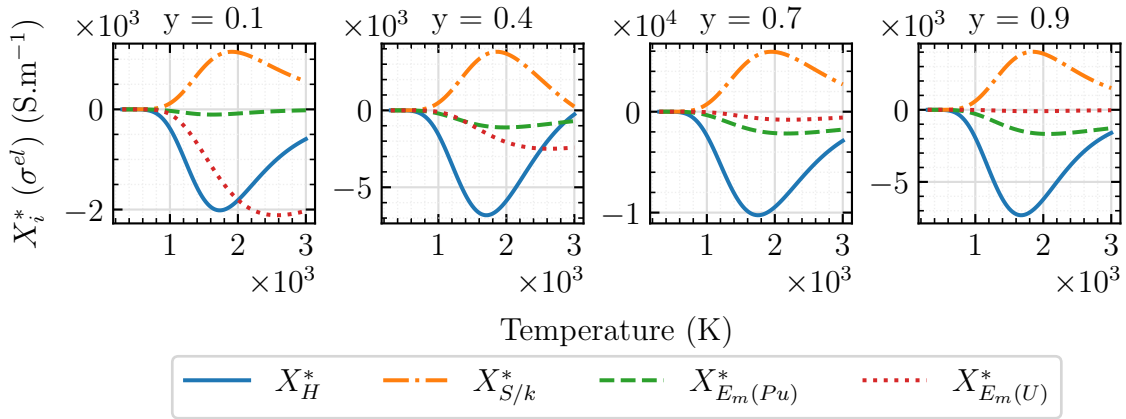 ×10³ y = 0.1 ×10³ y = 0.4 ×10⁴ y = 0.7 ×10³ y = 0.9
X*_i (σ^{el}) (S.m⁻¹)
0 0 0 0
−1 −5 −1 −5
−2
1 2 3 1 2 3 1 2 3 1 2 3
×10³ ×10³ ×10³ ×10³
Temperature (K)
X*_H X*_{S/k} X*_{E_m(Pu)} X*_{E_m(U)}